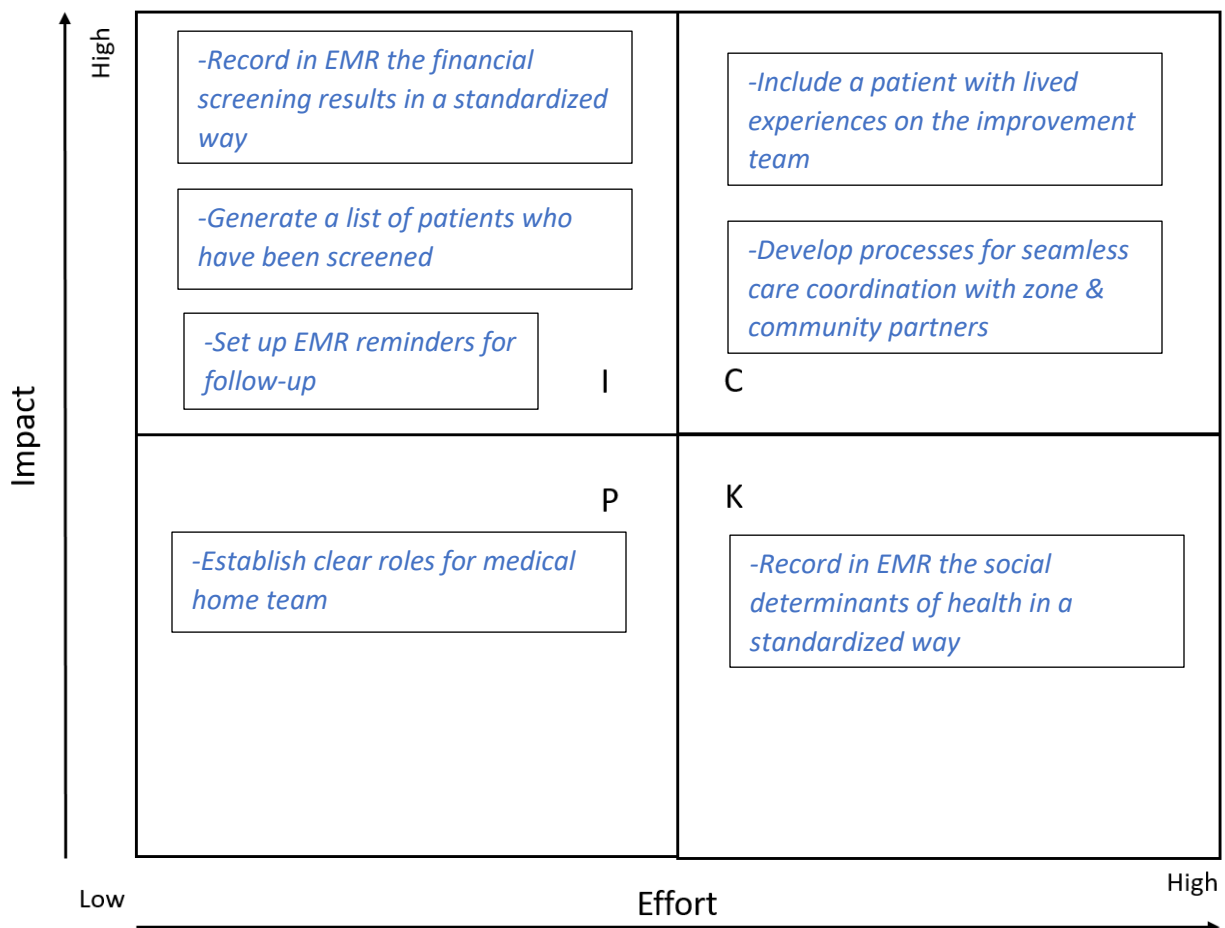 High
-Record in EMR the financial
screening results in a standardized
way
-Generate a list of patients who
have been screened
-Set up EMR reminders for
follow-up
I
-Include a patient with lived
experiences on the improvement
team
-Develop processes for seamless
care coordination with zone &
community partners
C
Impact
P
-Establish clear roles for medical
home team
K
-Record in EMR the social
determinants of health in a
standardized way
Low
Effort
High